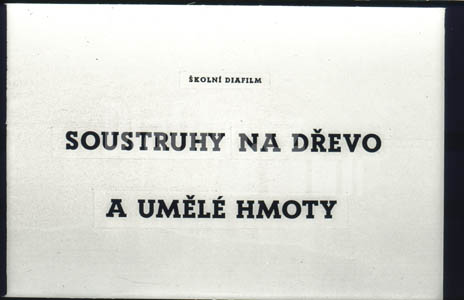 ŠKOLNÍ DIAFILM
SOUSTRUHY NA DŘEVO
A UMĚLÉ HMOTY